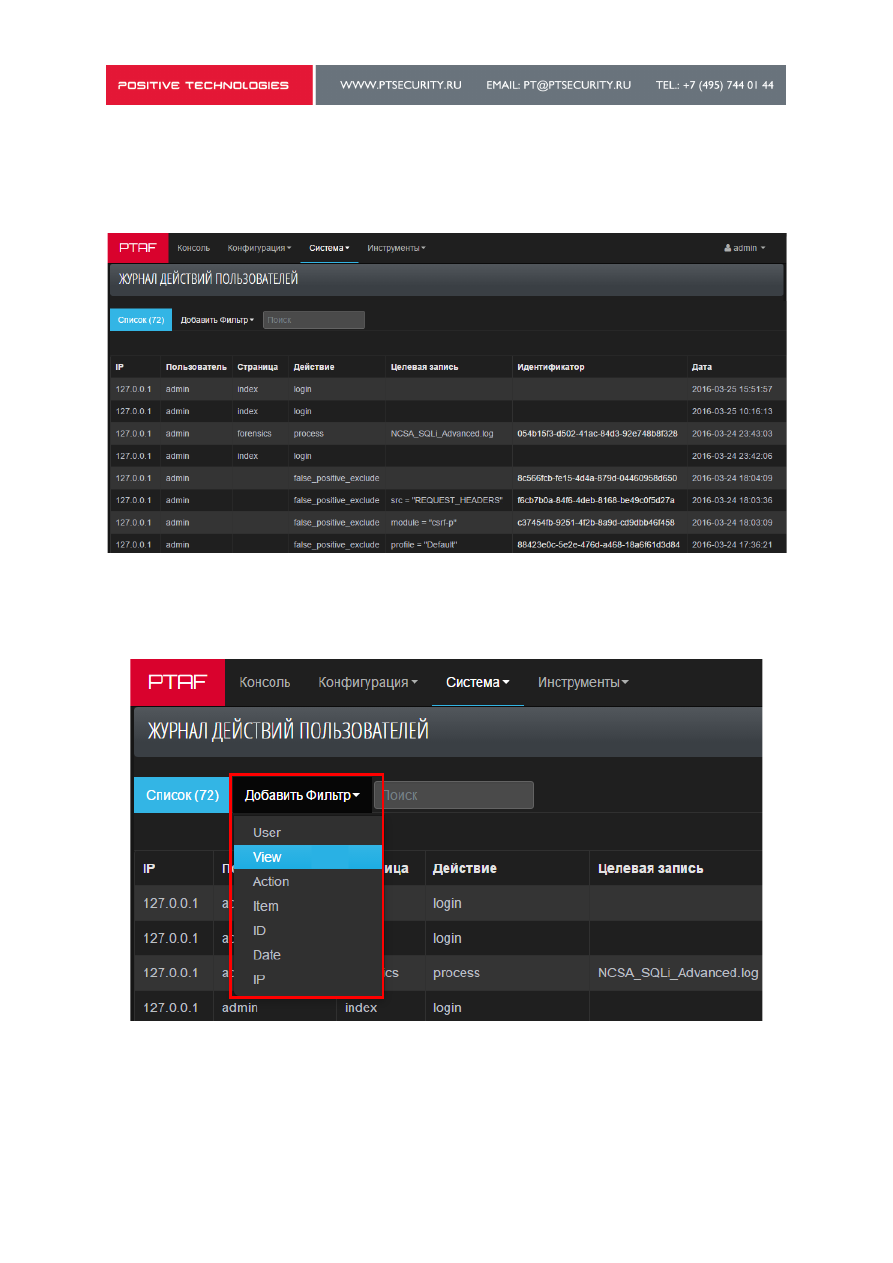 POSITIVE TECHNOLOGIES WWW.PTSECURITY.RU EMAIL: PT@PTSECURITY.RU TEL.: +7 (495) 744 01 44
PTAF Консоль Конфигурация Система Инструменты admin
ЖУРНАЛ ДЕЙСТВИЙ ПОЛЬЗОВАТЕЛЕЙ
Список (72) Добавить Фильтр Поиск
IP Пользователь Страница Действие Целевая запись Идентификатор Дата
127.0.0.1 admin index login 2016-03-25 15:51:57
127.0.0.1 admin index login 2016-03-25 10:16:13
127.0.0.1 admin forensics process NCSA_SQLi_Advanced.log 054b15f3-d502-41ac-84d3-92e748b8f328 2016-03-24 23:43:03
127.0.0.1 admin index login 2016-03-24 23:42:06
127.0.0.1 admin false_positive_exclude 8c566fcb-fe15-4d4a-879d-04460958d650 2016-03-24 18:04:09
127.0.0.1 admin false_positive_exclude src = "REQUEST_HEADERS" f6cb7b0a-84f6-4deb-8168-be49c0f5d27a 2016-03-24 18:03:36
127.0.0.1 admin false_positive_exclude module = "csrf-p" c37454fb-9251-4f2b-8a9d-cd9dbb46f458 2016-03-24 18:03:09
127.0.0.1 admin false_positive_exclude profile = "Default" 88423e0c-5e2e-476d-a468-18a6f61d3d84 2016-03-24 17:36:21
PTAF Консоль Конфигурация Система Инструменты
ЖУРНАЛ ДЕЙСТВИЙ ПОЛЬЗОВАТЕЛЕЙ
Список (72) Добавить Фильтр Поиск
User
View
Action
Item
ID
Date
IP
IP П ица Действие Целевая запись
127.0.0.1 ad login
127.0.0.1 ad login
127.0.0.1 ad cs process NCSA_SQLi_Advanced.log
127.0.0.1 admin index login